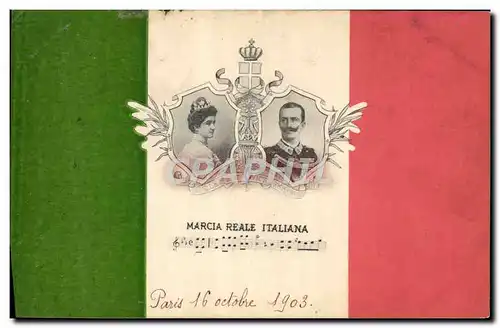 MARCIA REALE ITALIANA
Paris 16 octobre 1903.